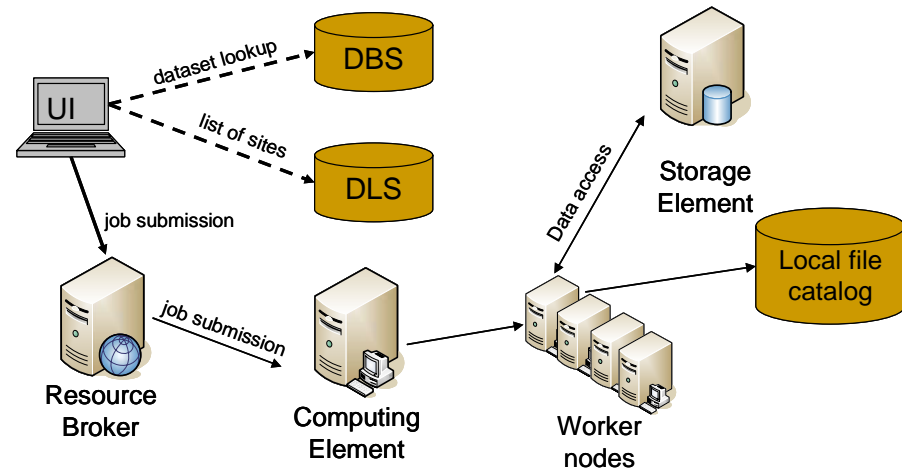 UI
dataset lookup
DBS
list of sites
DLS
job submission
Resource
Broker
job submission
Computing
Element
Data access
Storage
Element
Worker
nodes
Local file
catalog